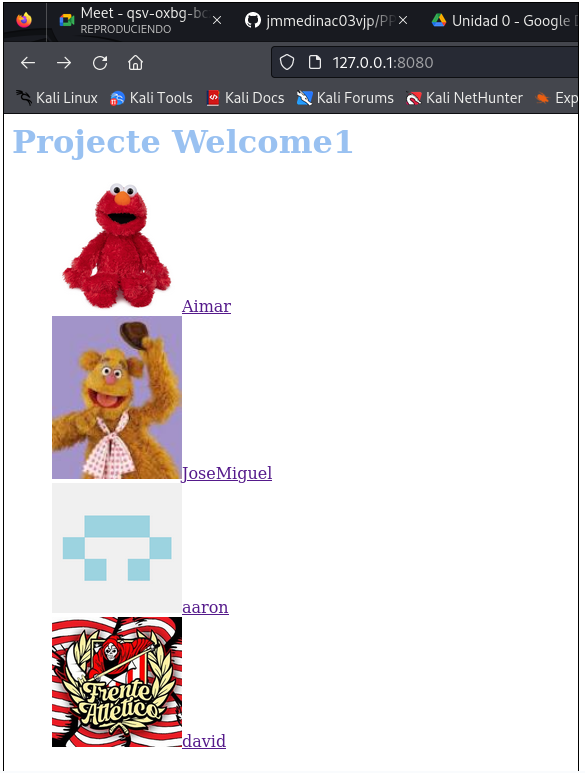 Meet - qsv-oxbg-bc
REPRODUCIENDO
jmmedinac03vjp/PP
Unidad 0 - Google D
127.0.0.1:8080
Kali Linux
Kali Tools
Kali Docs
Kali Forums
Kali NetHunter
Exp
Projecte Welcome1
Aimar
JoseMiguel
aaron
Frente
Atlético
david